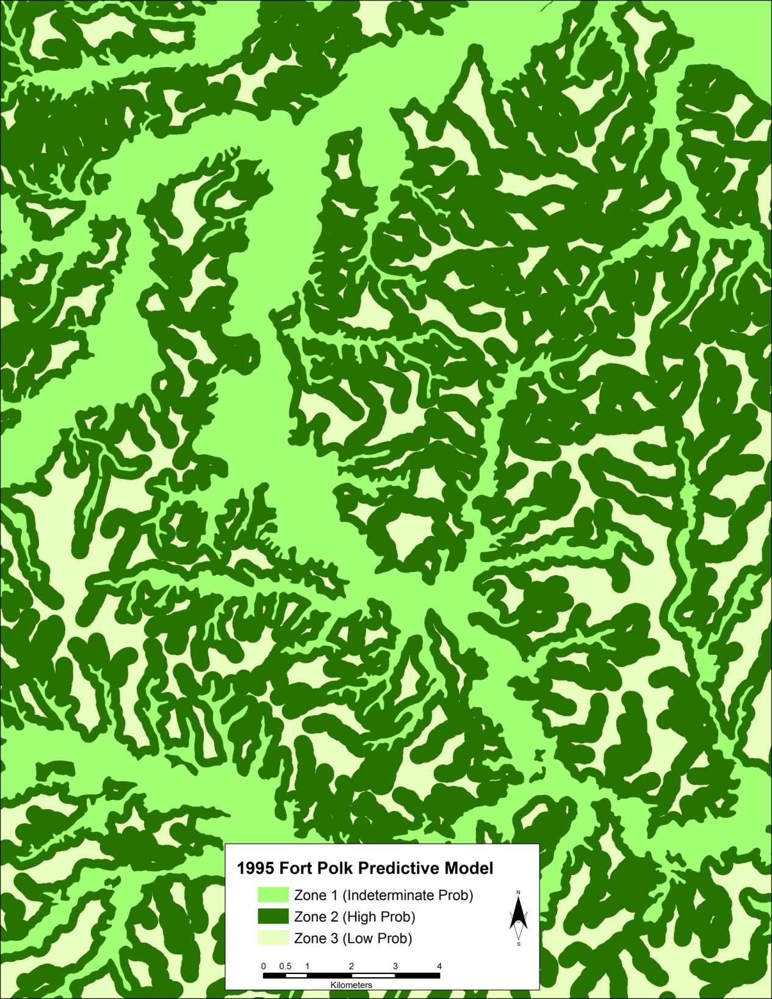 1995 Fort Polk Predictive Model
Zone 1 (Indeterminate Prob)
Zone 2 (High Prob)
Zone 3 (Low Prob)
N
S
0 0.5 1 2 3 4
Kilometers